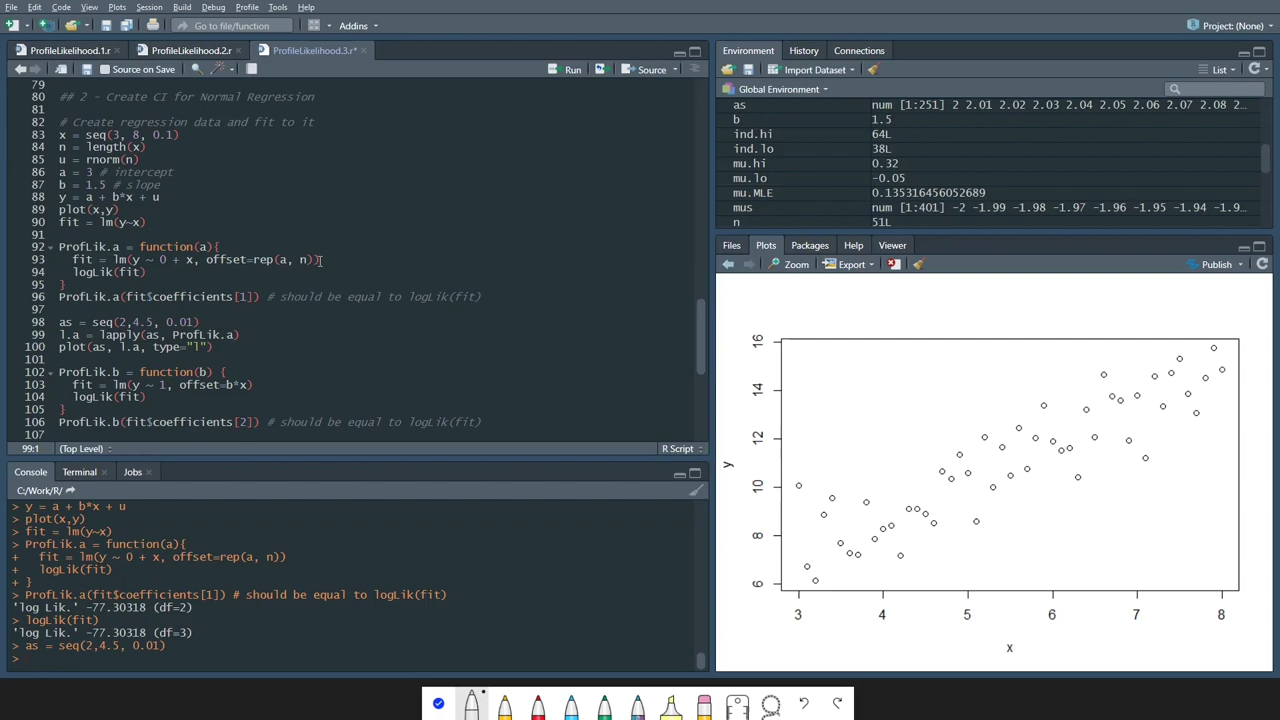 File Edit Code View Plots Session Build Debug Profile Tools Help
Go to file/function Addins Project: (None)
ProfileLikelihood.1.r ProfileLikelihood.2.r ProfileLikelihood.3.r*
Source on Save Run Source
79
80 ## 2 - Create CI for Normal Regression
81
82 # Create regression data and fit to it
83 x = seq(3, 8, 0.1)
84 n = length(x)
85 u = rnorm(n)
86 a = 3 # intercept
87 b = 1.5 # slope
88 y = a + b*x + u
89 plot(x,y)
90 fit = lm(y~x)
91
92 ProfLik.a = function(a){
93 fit = lm(y ~ 0 + x, offset=rep(a, n))
94 logLik(fit)
95 }
96 ProfLik.a(fit$coefficients[1]) # should be equal to logLik(fit)
97
98 as = seq(2,4.5, 0.01)
99 l.a = lapply(as, ProfLik.a)
100 plot(as, l.a, type="l")
101
102 ProfLik.b = function(b) {
103 fit = lm(y ~ 1, offset=b*x)
104 logLik(fit)
105 }
106 ProfLik.b(fit$coefficients[2]) # should be equal to logLik(fit)
107
99:1 (Top Level) R Script
Console Terminal Jobs
C:/Work/R/
> y = a + b*x + u
> plot(x,y)
> fit = lm(y~x)
> ProfLik.a = function(a){
+ fit = lm(y ~ 0 + x, offset=rep(a, n))
+ logLik(fit)
+ }
> ProfLik.a(fit$coefficients[1]) # should be equal to logLik(fit)
'log Lik.' -77.30318 (df=2)
> logLik(fit)
'log Lik.' -77.30318 (df=3)
> as = seq(2,4.5, 0.01)
>
Environment History Connections
Import Dataset List
Global Environment
as num [1:251] 2 2.01 2.02 2.03 2.04 2.05 2.06 2.07 2.08 2…
b 1.5
ind.hi 64L
ind.lo 38L
mu.hi 0.32
mu.lo -0.05
mu.MLE 0.135316456052689
mus num [1:401] -2 -1.99 -1.98 -1.97 -1.96 -1.95 -1.94 -1.9…
n 51L
Files Plots Packages Help Viewer
Zoom Export Publish
16
14
12
10
8
6
y
3 4 5 6 7 8
x